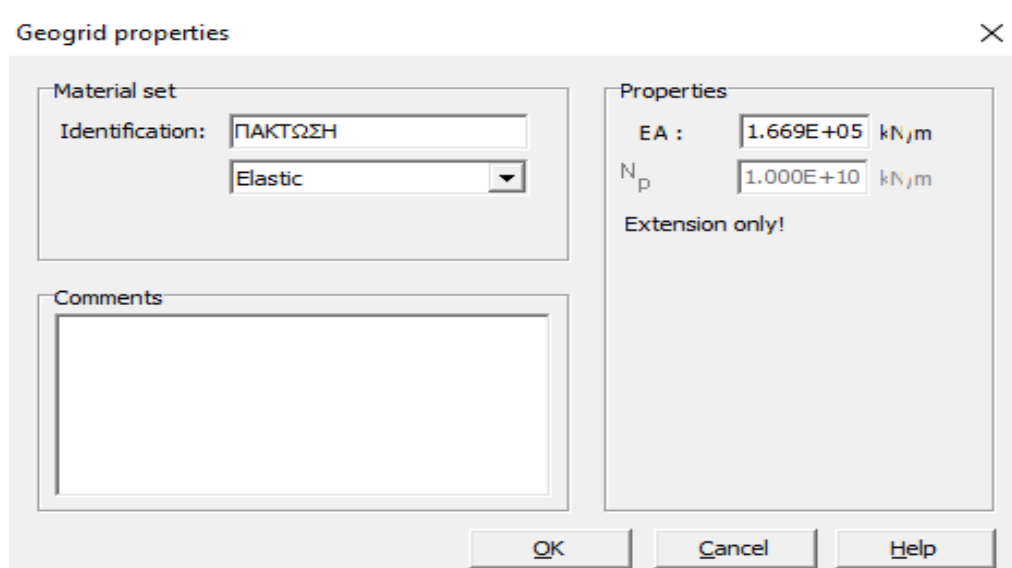 Geogrid properties
Material set
Identification: ΠΑΚΤΩΣΗ
Elastic
Comments
Properties
EA : 1.669E+05 kN/m
Np 1.000E+10 kN/m
Extension only!
OK Cancel Help